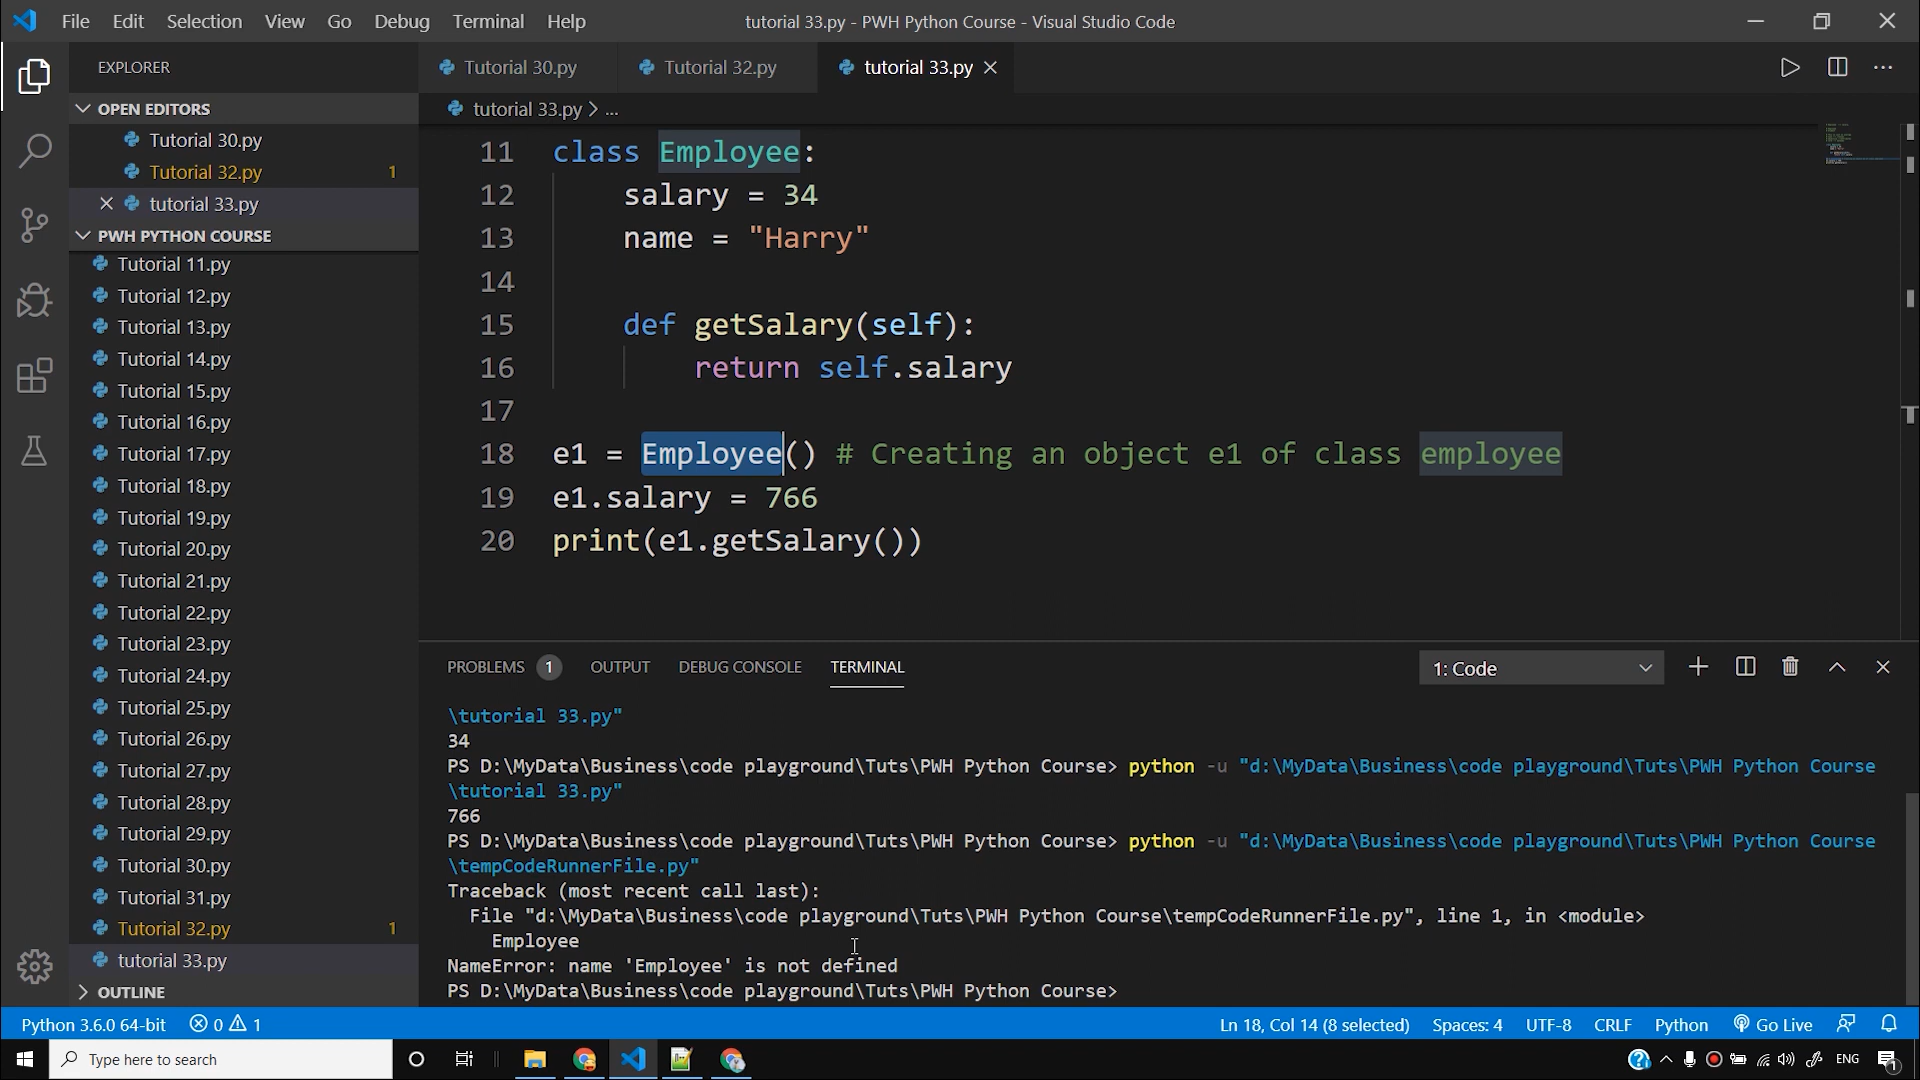 File Edit Selection View Go Debug Terminal Help
tutorial 33.py - PWH Python Course - Visual Studio Code
EXPLORER
OPEN EDITORS
Tutorial 30.py
Tutorial 32.py 1
tutorial 33.py
PWH PYTHON COURSE
Tutorial 11.py
Tutorial 12.py
Tutorial 13.py
Tutorial 14.py
Tutorial 15.py
Tutorial 16.py
Tutorial 17.py
Tutorial 18.py
Tutorial 19.py
Tutorial 20.py
Tutorial 21.py
Tutorial 22.py
Tutorial 23.py
Tutorial 24.py
Tutorial 25.py
Tutorial 26.py
Tutorial 27.py
Tutorial 28.py
Tutorial 29.py
Tutorial 30.py
Tutorial 31.py
Tutorial 32.py 1
tutorial 33.py
OUTLINE
Tutorial 30.py Tutorial 32.py tutorial 33.py
tutorial 33.py > ...
11 class Employee:
12 salary = 34
13 name = "Harry"
14
15 def getSalary(self):
16 return self.salary
17
18 e1 = Employee() # Creating an object e1 of class employee
19 e1.salary = 766
20 print(e1.getSalary())
PROBLEMS 1 OUTPUT DEBUG CONSOLE TERMINAL 1: Code
\tutorial 33.py"
34
PS D:\MyData\Business\code playground\Tuts\PWH Python Course> python -u "d:\MyData\Business\code playground\Tuts\PWH Python Course
\tutorial 33.py"
766
PS D:\MyData\Business\code playground\Tuts\PWH Python Course> python -u "d:\MyData\Business\code playground\Tuts\PWH Python Course
\tempCodeRunnerFile.py"
Traceback (most recent call last):
File "d:\MyData\Business\code playground\Tuts\PWH Python Course\tempCodeRunnerFile.py", line 1, in <module>
Employee
NameError: name 'Employee' is not defined
PS D:\MyData\Business\code playground\Tuts\PWH Python Course>
Python 3.6.0 64-bit 0 1 Ln 18, Col 14 (8 selected) Spaces: 4 UTF-8 CRLF Python Go Live
Type here to search ENG 1